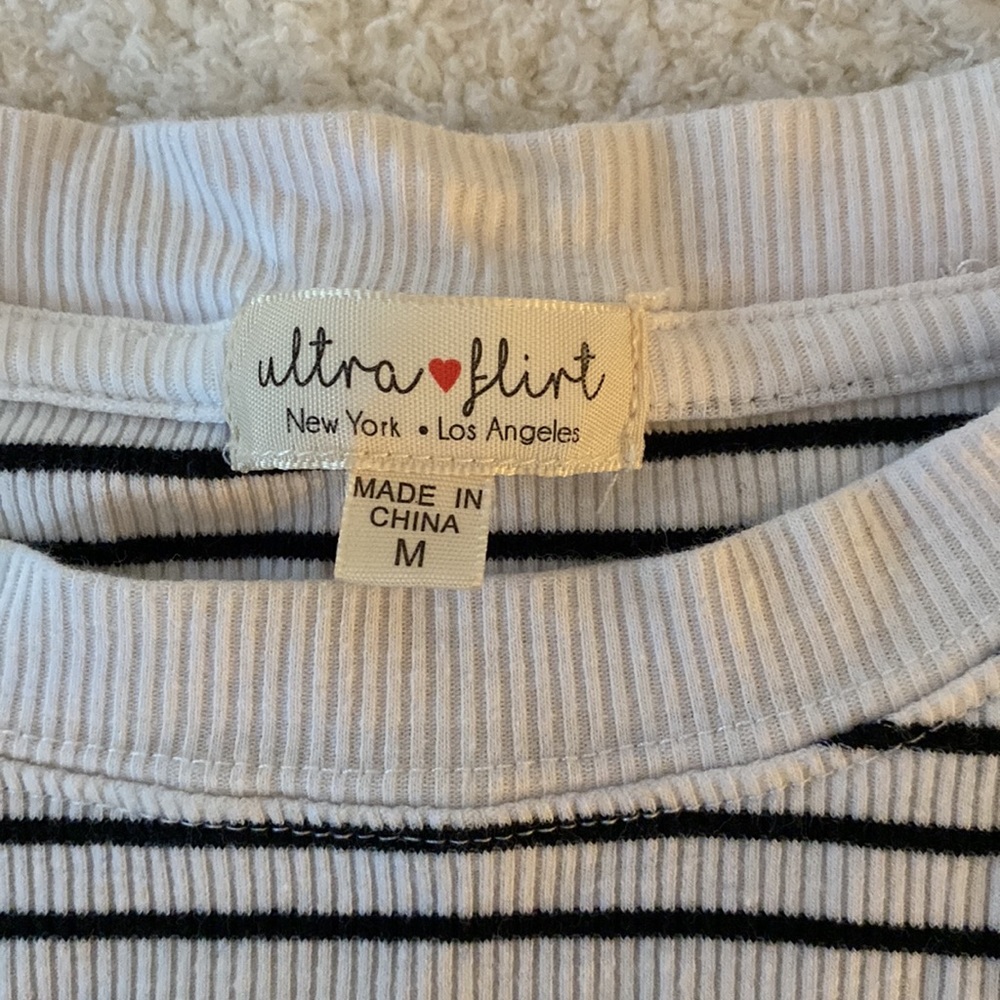 ultra♥flirt
New York • Los Angeles
MADE IN
CHINA
M